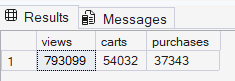 Results Messages
views carts purchases
1 793099 54032 37343